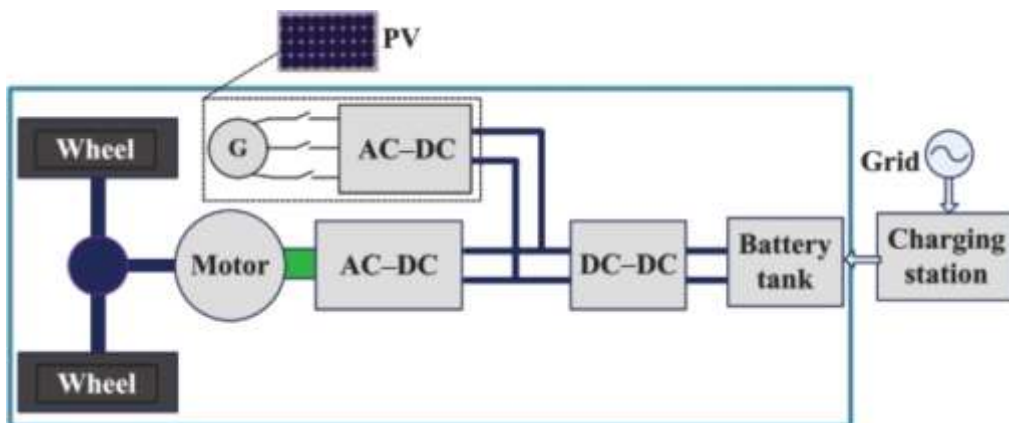 PV
Wheel
G
AC–DC
Grid
Motor
AC–DC
DC–DC
Battery
tank
Charging
station
Wheel